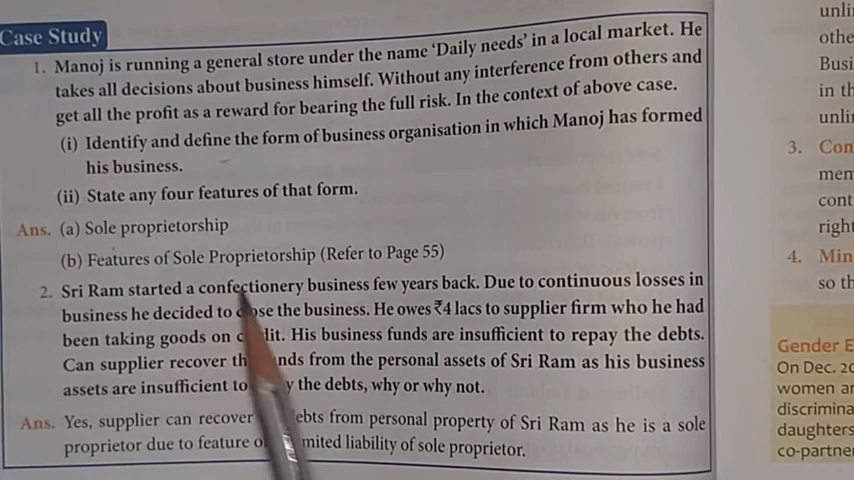 Case Study
1. Manoj is running a general store under the name 'Daily needs' in a local market. He
takes all decisions about business himself. Without any interference from others and
get all the profit as a reward for bearing the full risk. In the context of above case.
(i) Identify and define the form of business organisation in which Manoj has formed
his business.
(ii) State any four features of that form.
Ans. (a) Sole proprietorship
(b) Features of Sole Proprietorship (Refer to Page 55)
2. Sri Ram started a confectionery business few years back. Due to continuous losses in
business he decided to close the business. He owes ₹4 lacs to supplier firm who he had
been taking goods on credit. His business funds are insufficient to repay the debts.
Can supplier recover the funds from the personal assets of Sri Ram as his business
assets are insufficient to the debts, why or why not.
Ans. Yes, supplier can recover debts from personal property of Sri Ram as he is a sole
proprietor due to feature of liability of sole proprietor.
unli
othe
Busi
in th
unli
3. Con
mem
cont
right
4. Min
so th
Gender E
On Dec. 20
women ar
discrimina
daughters
co-partner